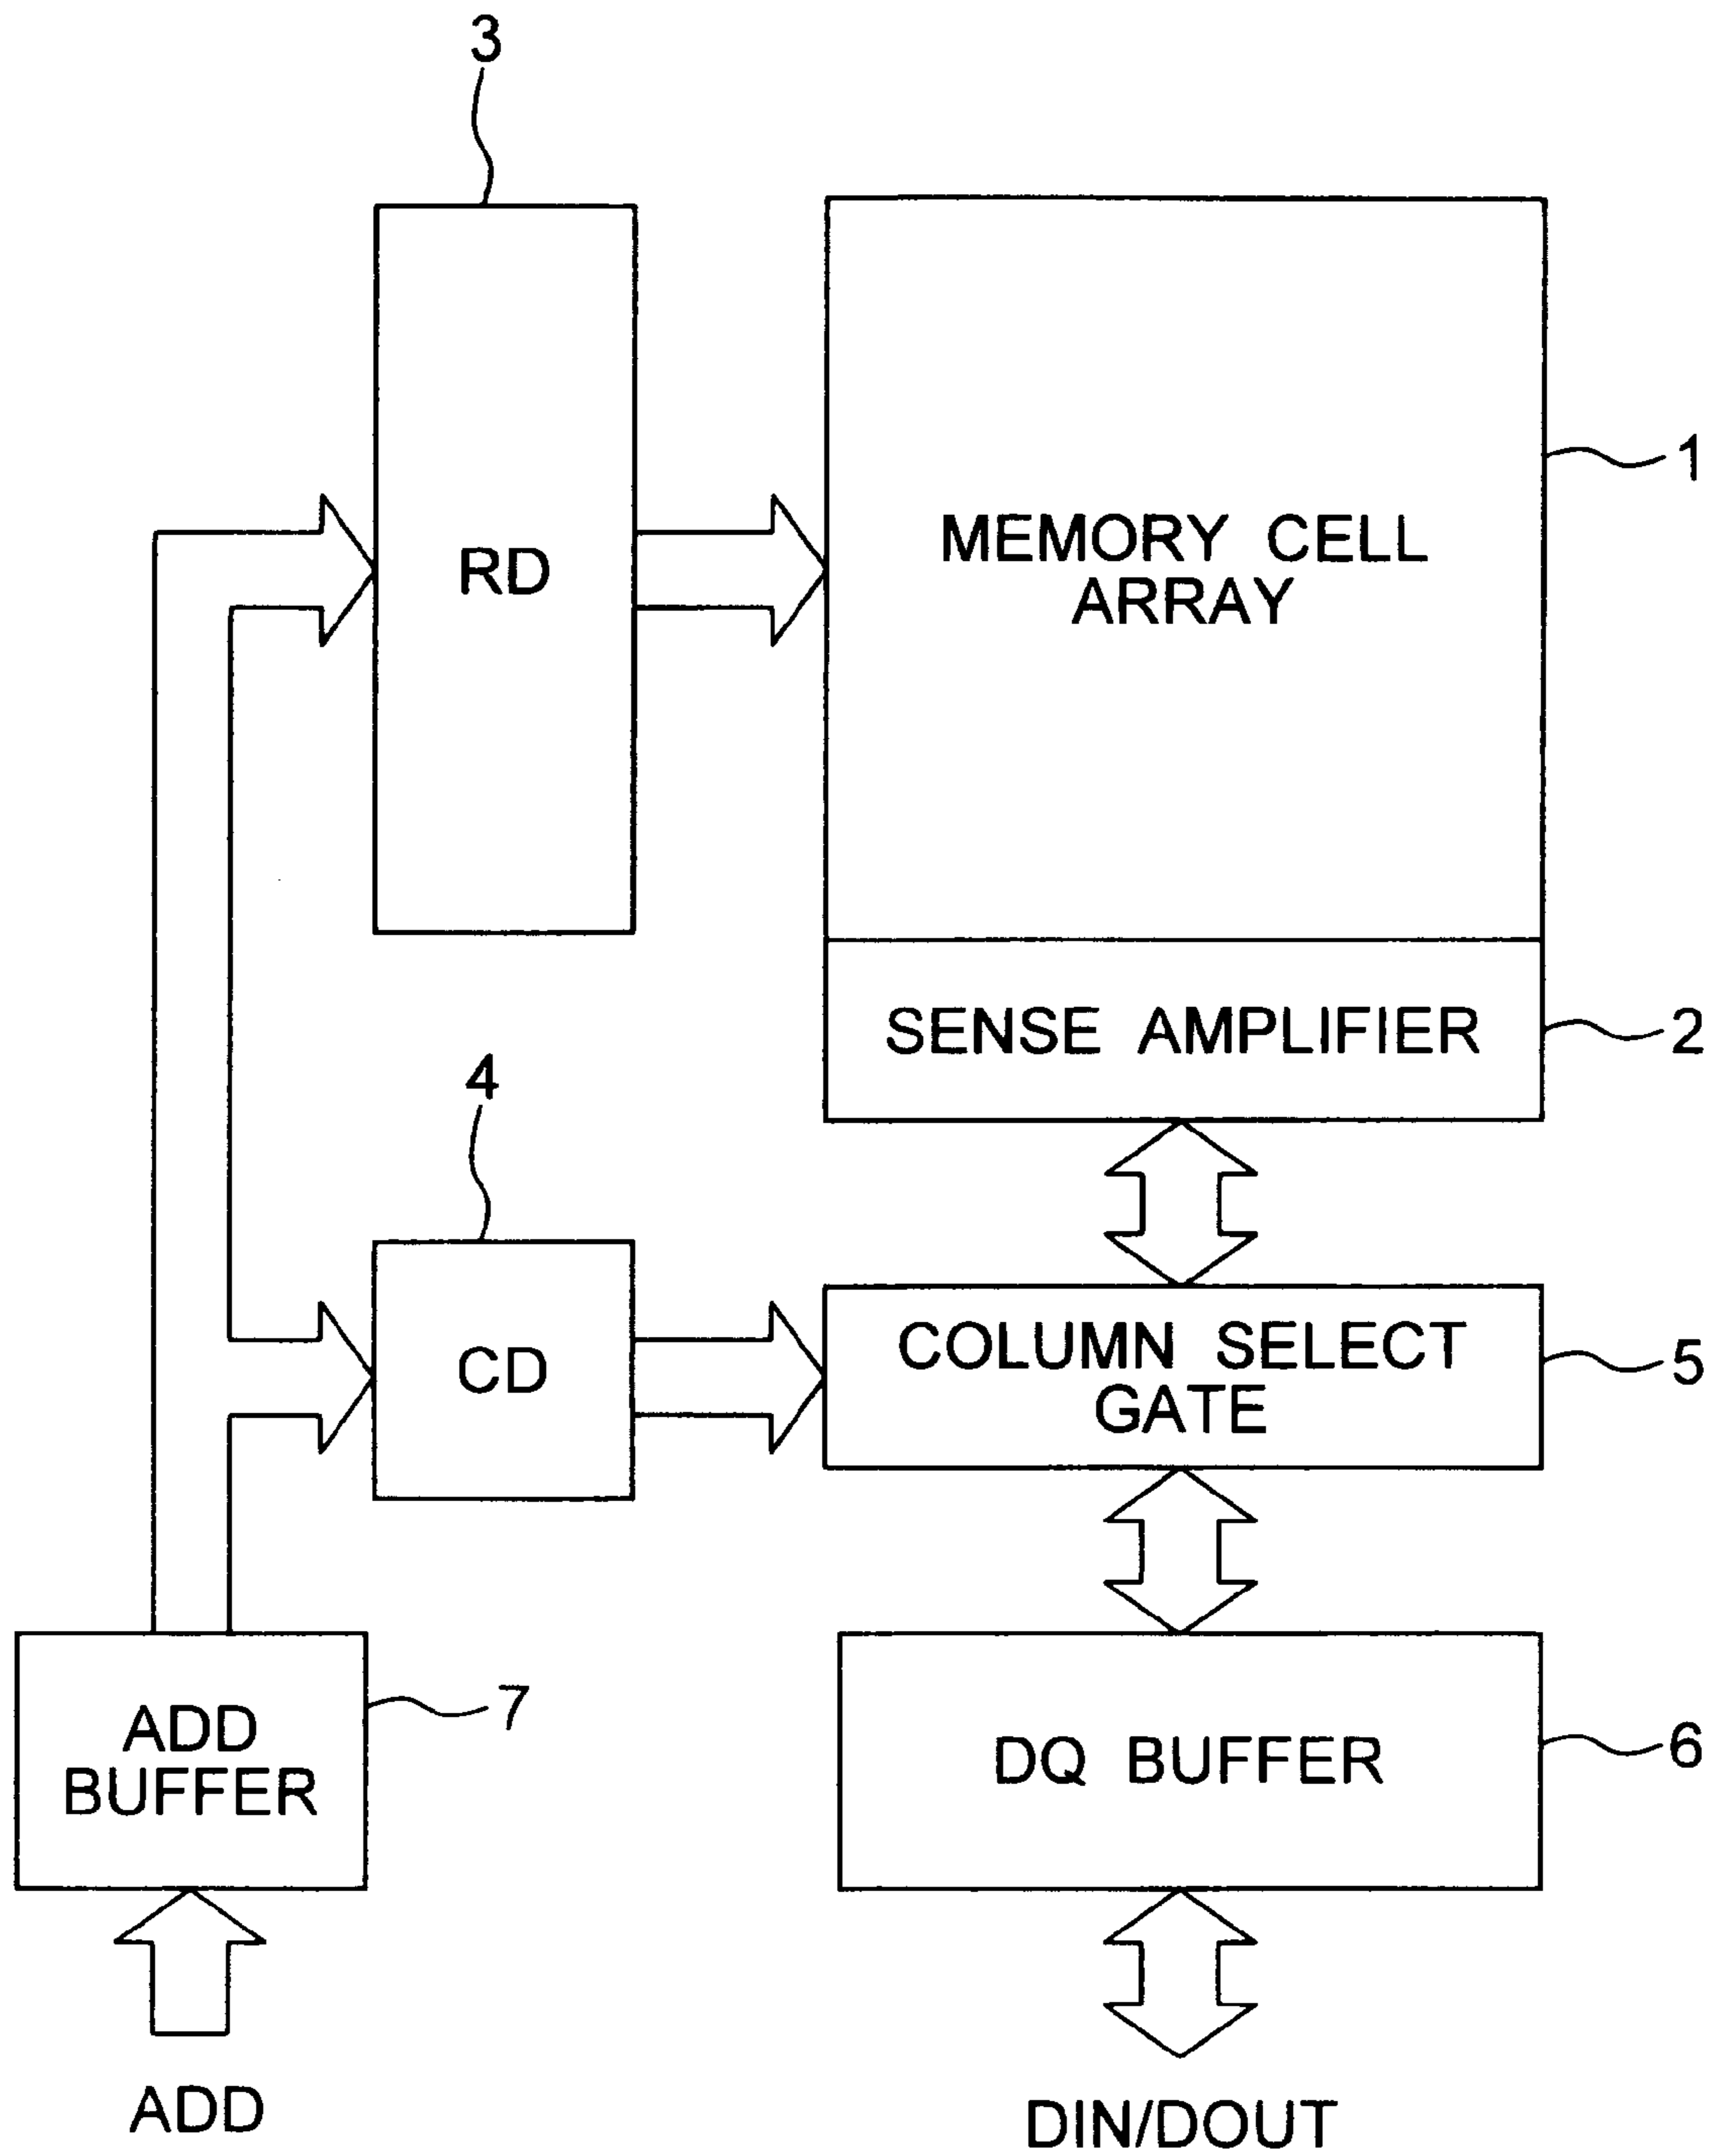 3
1
MEMORY CELL
ARRAY
RD
SENSE AMPLIFIER
2
4
COLUMN SELECT
GATE
5
CD
7
ADD
BUFFER
DQ BUFFER
6
ADD
DIN/DOUT